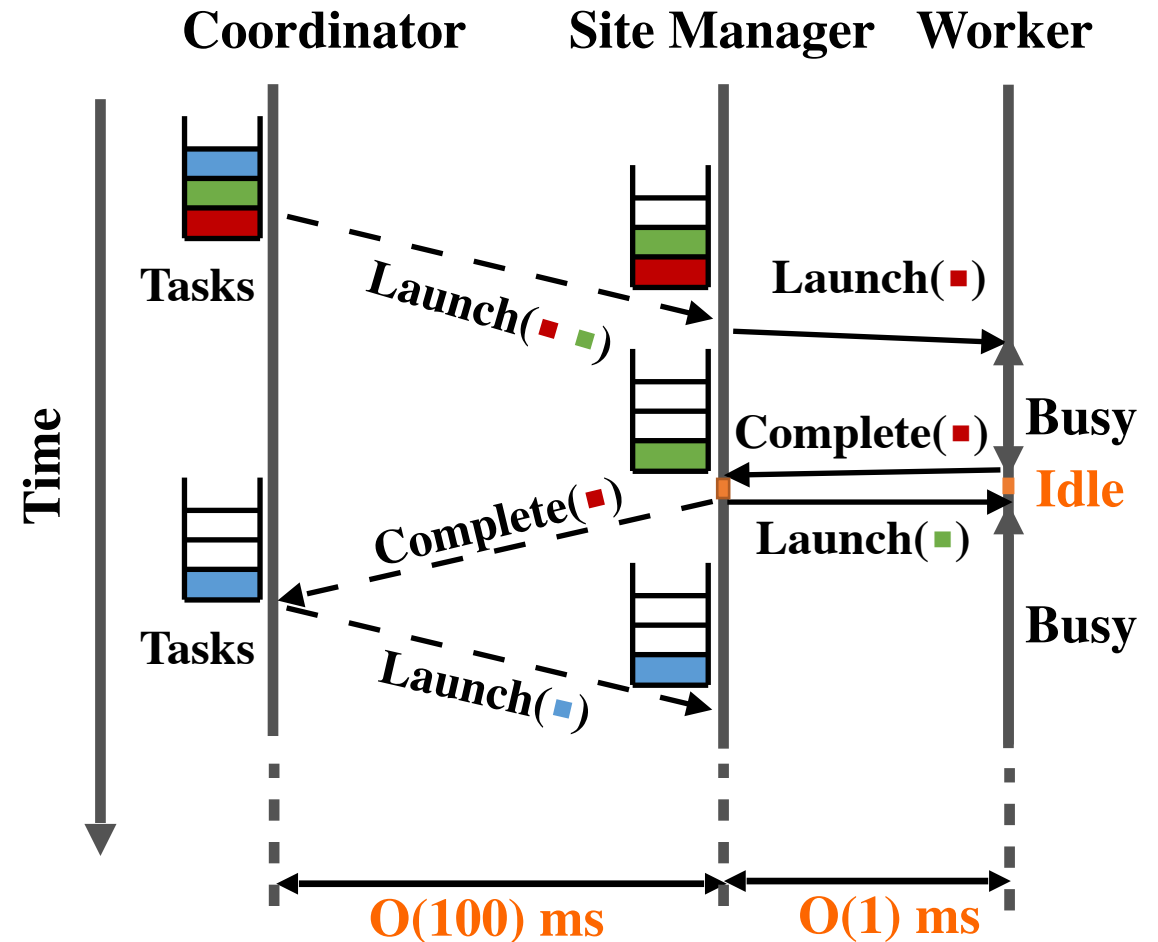 Coordinator
Site Manager
Worker
Tasks
Launch( )
Launch( )
Time
Busy
Complete( )
Idle
Complete( )
Launch( )
Tasks
Busy
Launch( )
O(100) ms
O(1) ms